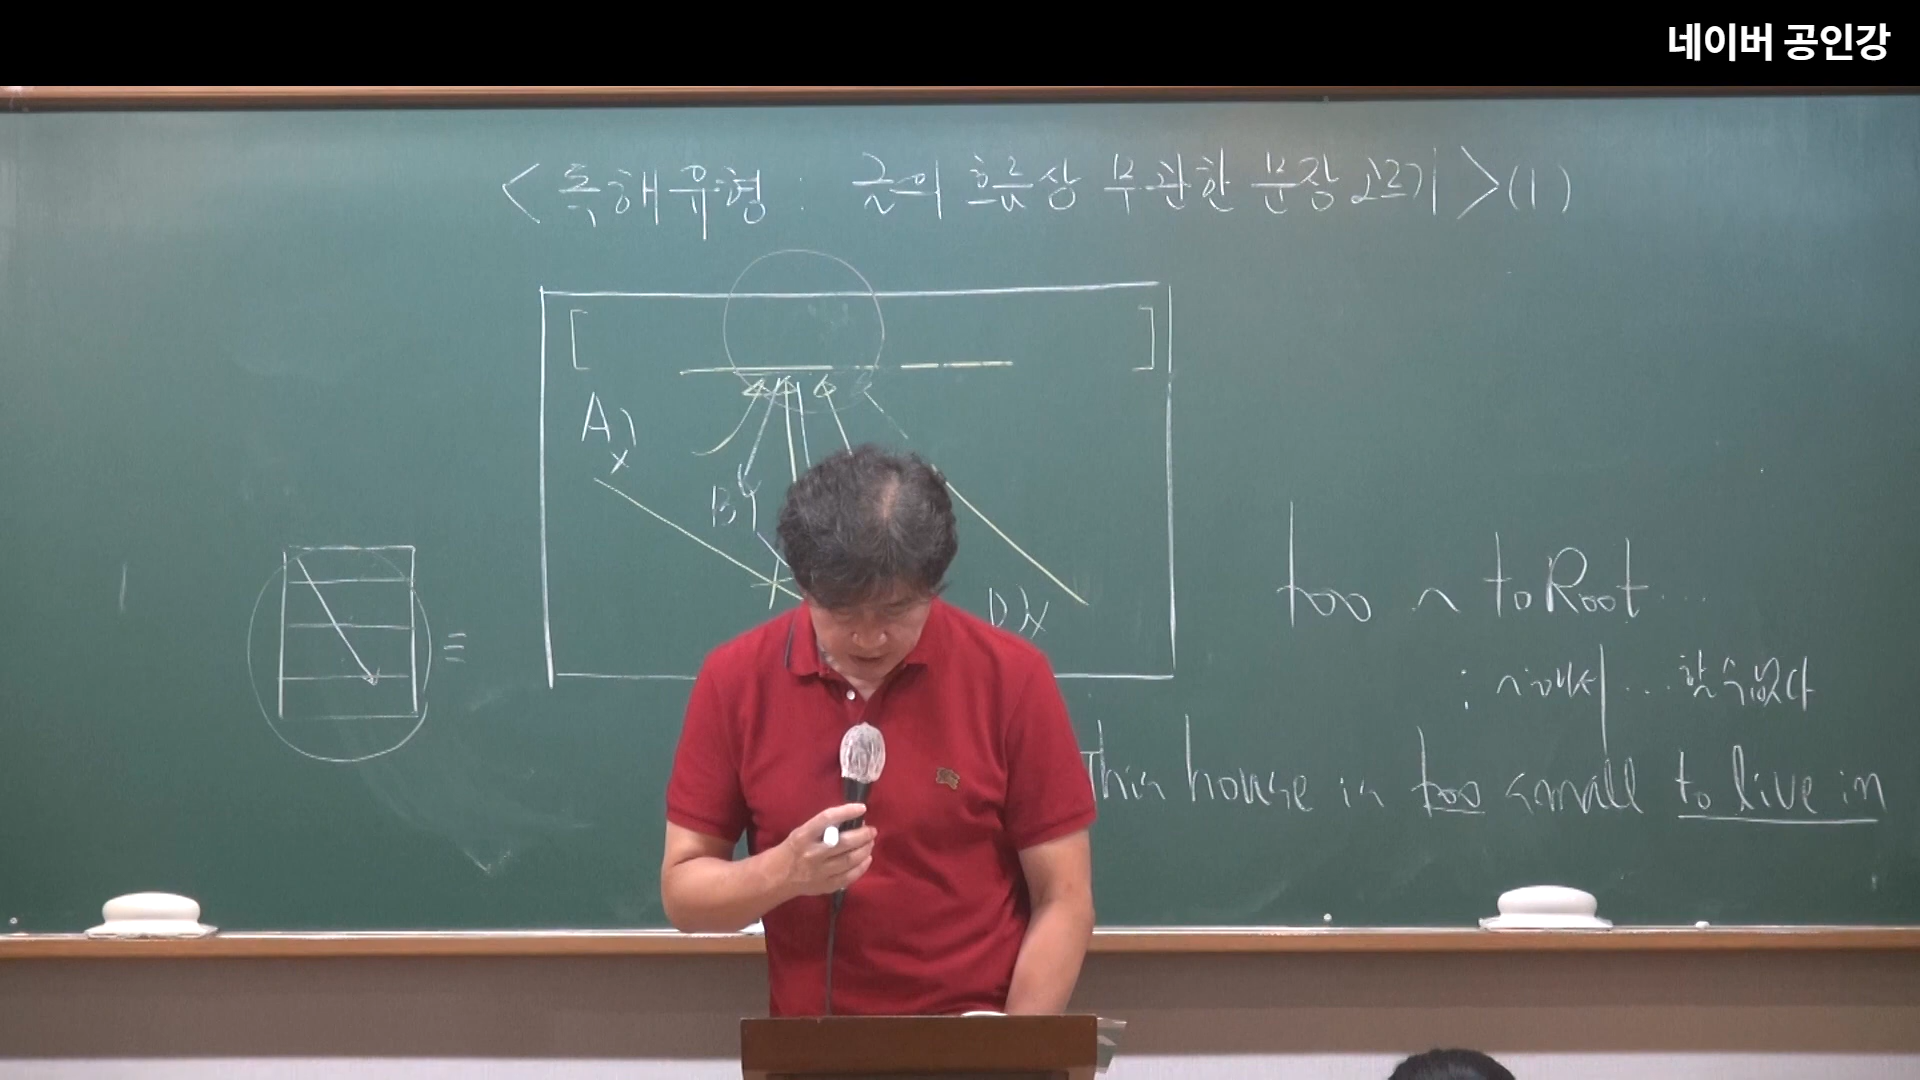 네이버 공인강
< 독해유형 : 글의 흐름상 무관한 문장 고르기 > (1)
A)
x
B)
D)
too ~ to Root ...
: ~해서 ... 할 수 없다
This house is too small to live in